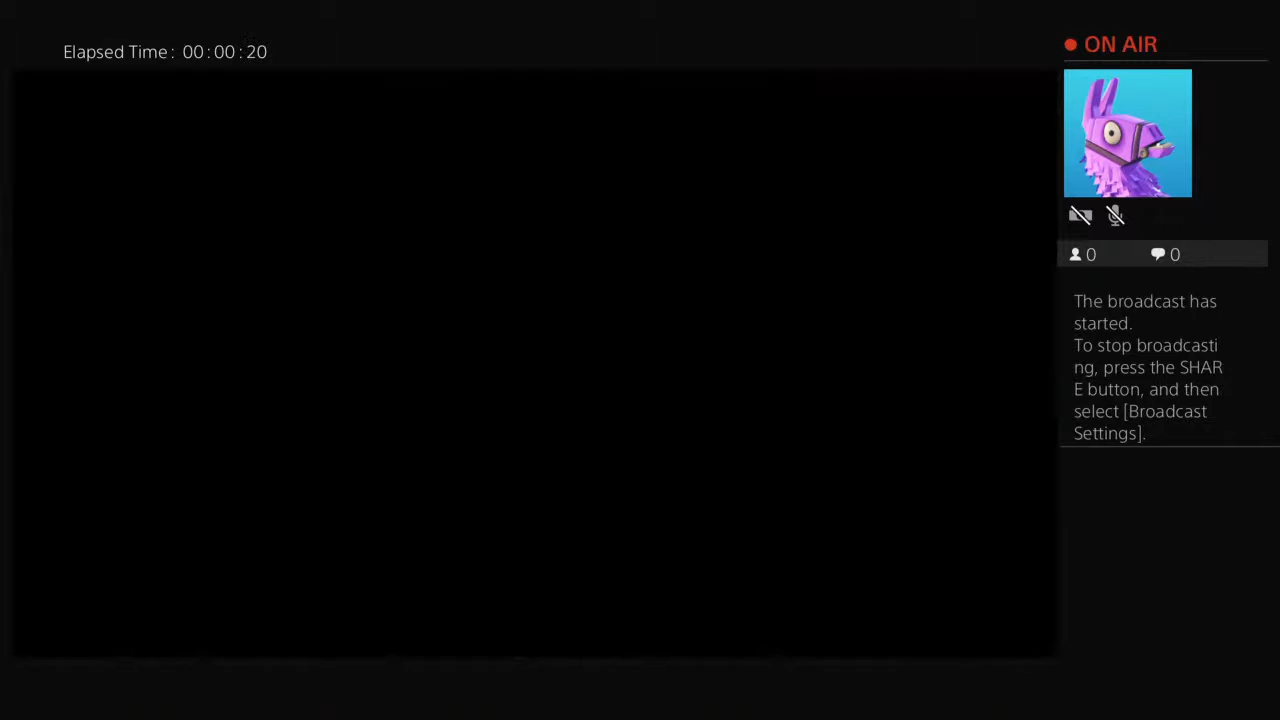 Elapsed Time: 00:00:20
ON AIR
0 0
The broadcast has
started.
To stop broadcasti
ng, press the SHAR
E button, and then
select [Broadcast
Settings].